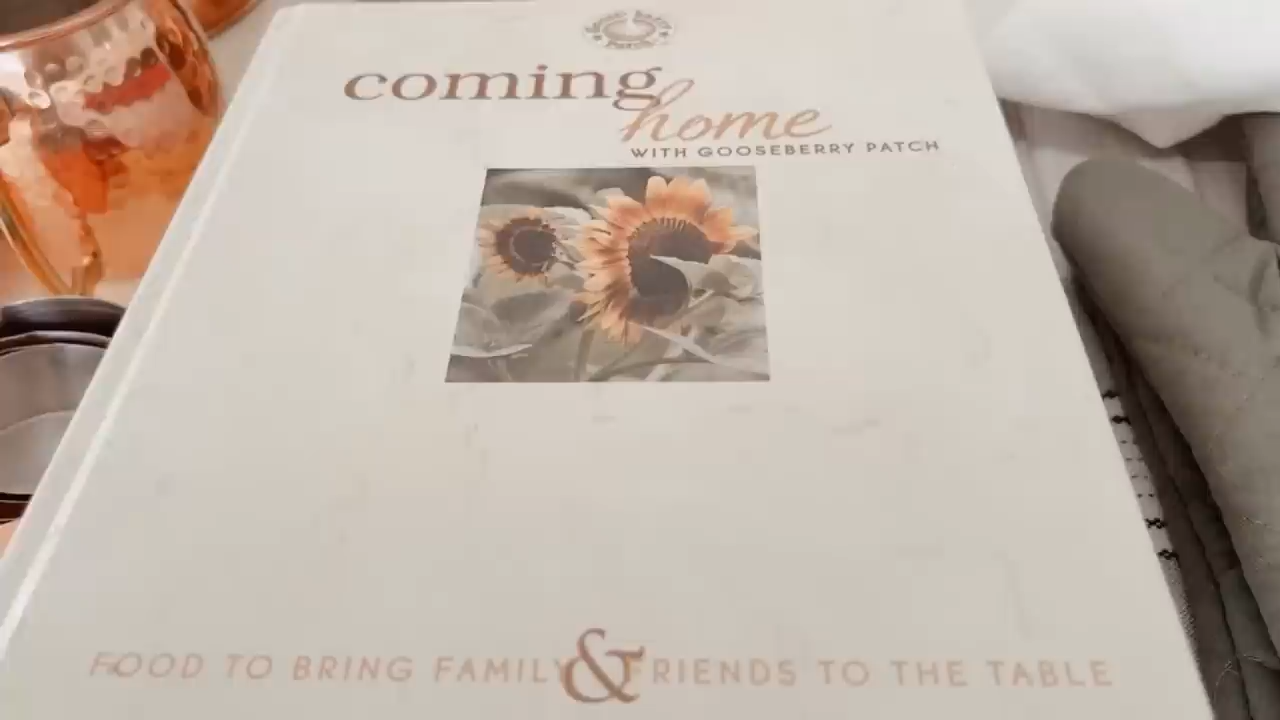 coming
home
WITH GOOSEBERRY PATCH
FOOD TO BRING FAMILY & FRIENDS TO THE TABLE